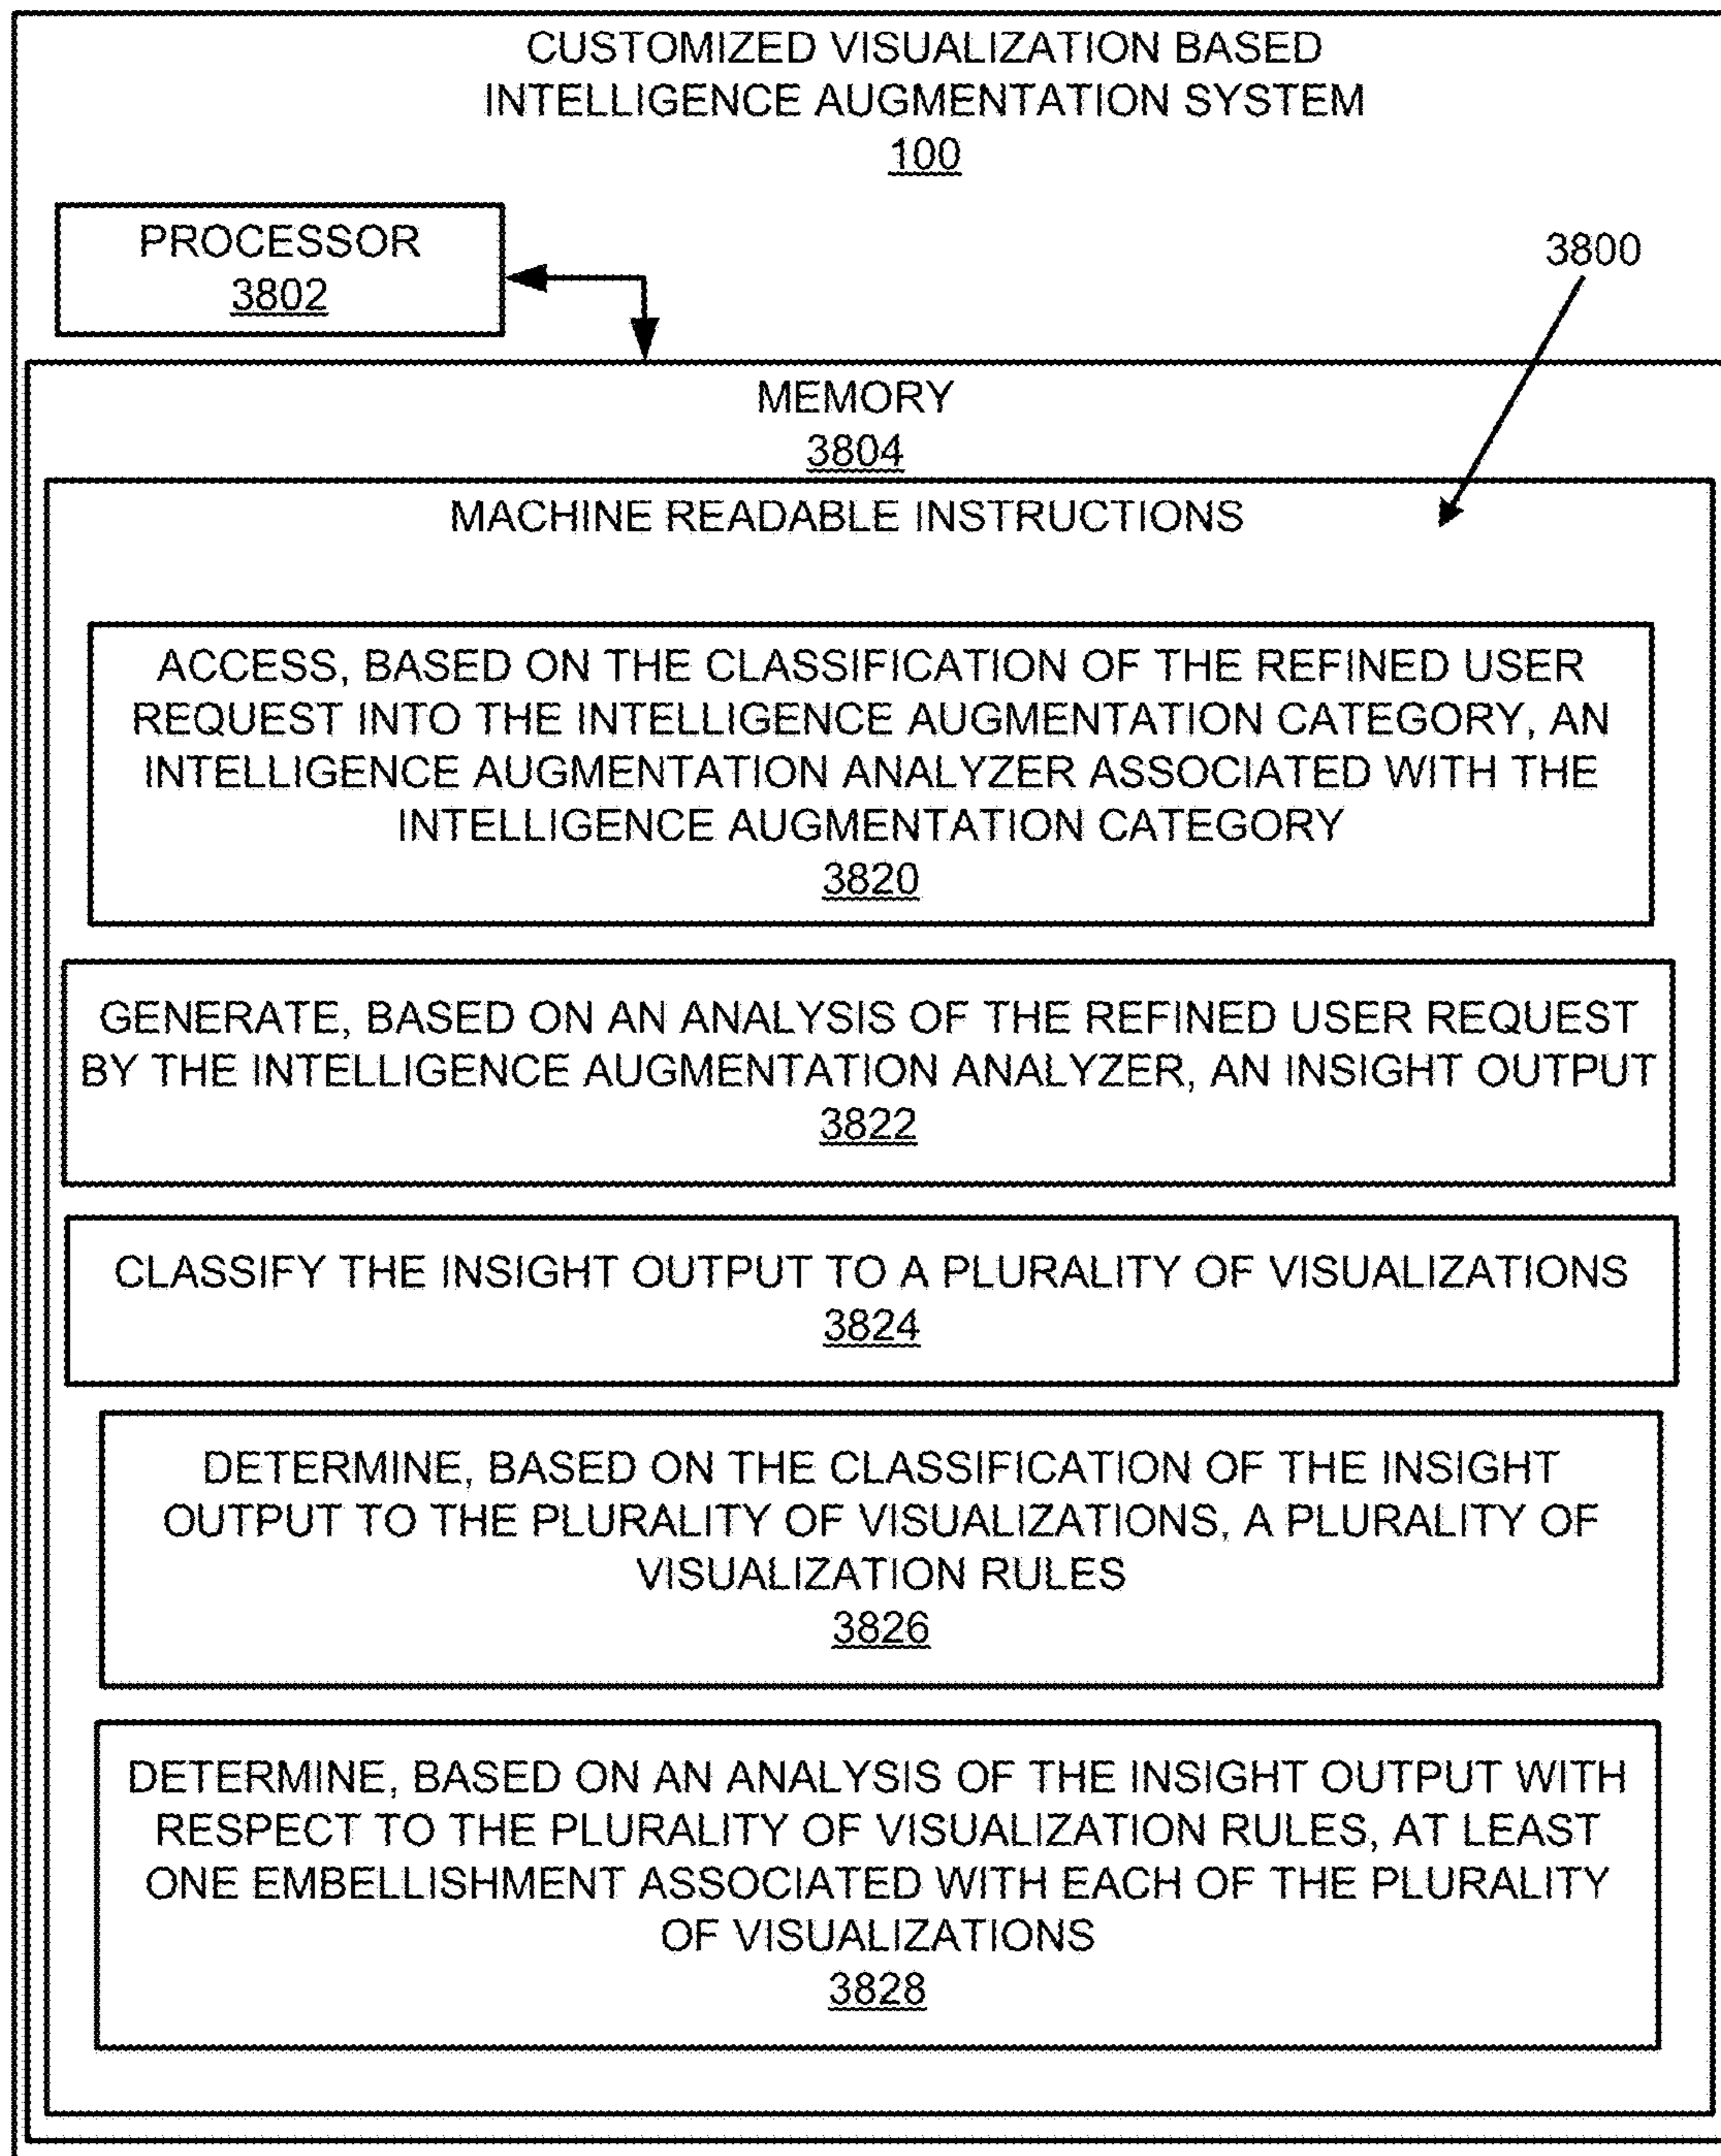 CUSTOMIZED VISUALIZATION BASED
INTELLIGENCE AUGMENTATION SYSTEM
100
PROCESSOR
3802
3800
MEMORY
3804
MACHINE READABLE INSTRUCTIONS
ACCESS, BASED ON THE CLASSIFICATION OF THE REFINED USER
REQUEST INTO THE INTELLIGENCE AUGMENTATION CATEGORY, AN
INTELLIGENCE AUGMENTATION ANALYZER ASSOCIATED WITH THE
INTELLIGENCE AUGMENTATION CATEGORY
3820
GENERATE, BASED ON AN ANALYSIS OF THE REFINED USER REQUEST
BY THE INTELLIGENCE AUGMENTATION ANALYZER, AN INSIGHT OUTPUT
3822
CLASSIFY THE INSIGHT OUTPUT TO A PLURALITY OF VISUALIZATIONS
3824
DETERMINE, BASED ON THE CLASSIFICATION OF THE INSIGHT
OUTPUT TO THE PLURALITY OF VISUALIZATIONS, A PLURALITY OF
VISUALIZATION RULES
3826
DETERMINE, BASED ON AN ANALYSIS OF THE INSIGHT OUTPUT WITH
RESPECT TO THE PLURALITY OF VISUALIZATION RULES, AT LEAST
ONE EMBELLISHMENT ASSOCIATED WITH EACH OF THE PLURALITY
OF VISUALIZATIONS
3828